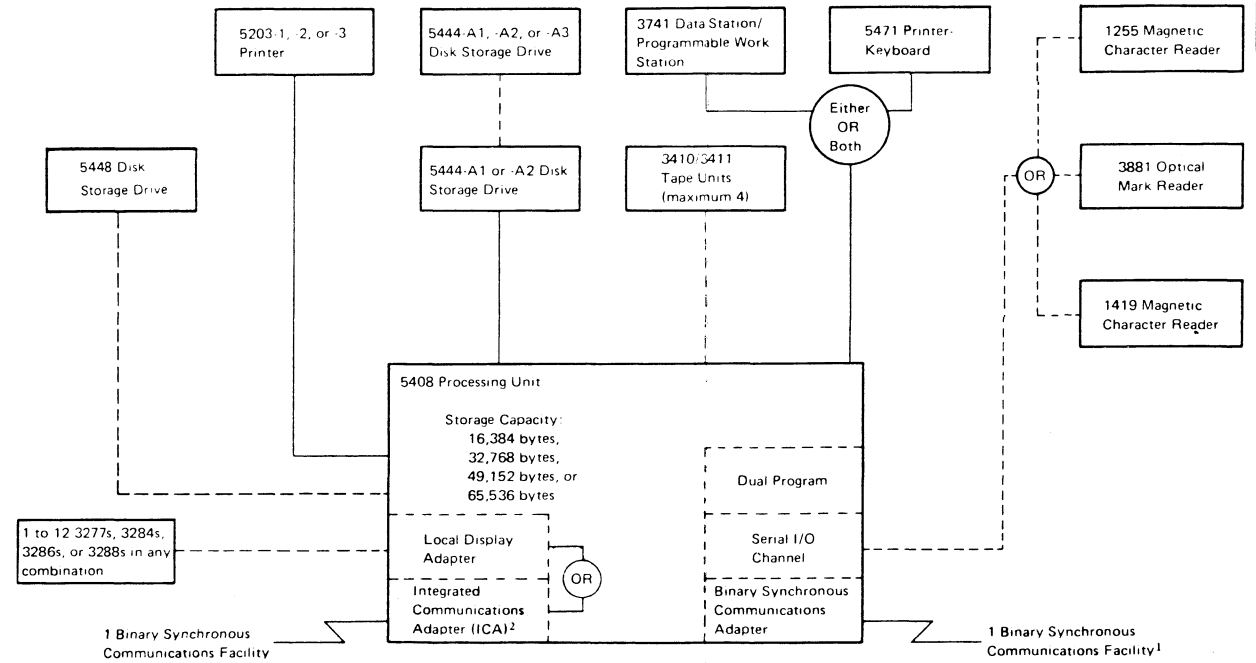 5203-1, -2, or -3
Printer
5444-A1, -A2, or -A3
Disk Storage Drive
3741 Data Station/
Programmable Work
Station
5471 Printer-
Keyboard
1255 Magnetic
Character Reader
Either
OR
Both
5448 Disk
Storage Drive
5444-A1 or -A2 Disk
Storage Drive
3410/3411
Tape Units
(maximum 4)
OR
3881 Optical
Mark Reader
1419 Magnetic
Character Reader
5408 Processing Unit
Storage Capacity:
16,384 bytes,
32,768 bytes,
49,152 bytes, or
65,536 bytes
Dual Program
1 to 12 3277s, 3284s,
3286s, or 3288s in any
combination
Local Display
Adapter
OR
Serial I/O
Channel
Integrated
Communications
Adapter (ICA)²
Binary Synchronous
Communications
Adapter
1 Binary Synchronous
Communications Facility
1 Binary Synchronous
Communications Facility¹